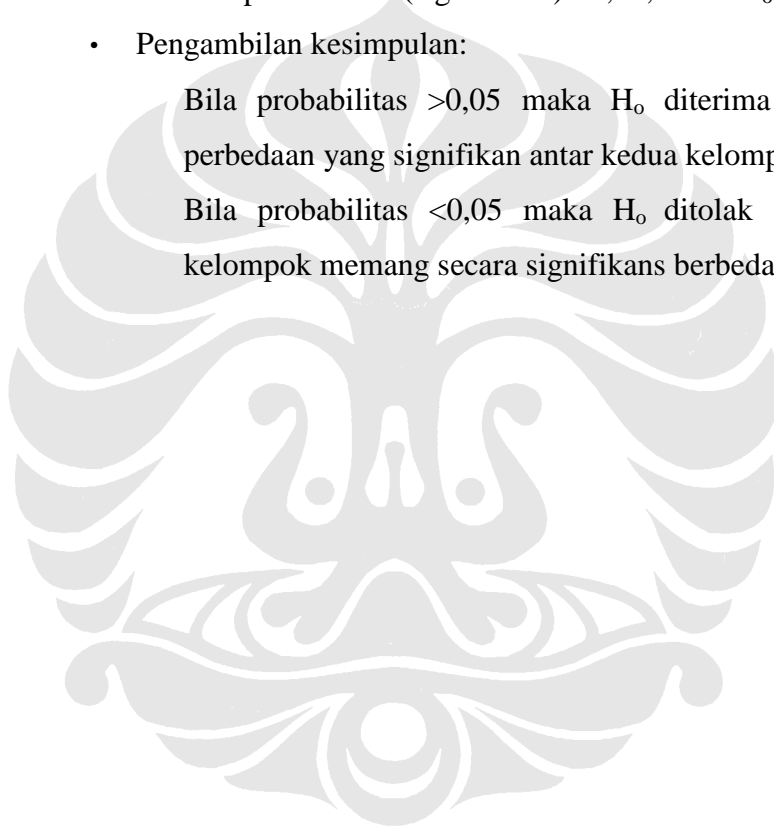 • Pengambilan kesimpulan:
Bila probabilitas >0,05 maka Hₒ diterima
perbedaan yang signifikan antar kedua kelomp
Bila probabilitas <0,05 maka Hₒ ditolak
kelompok memang secara signifikans berbeda